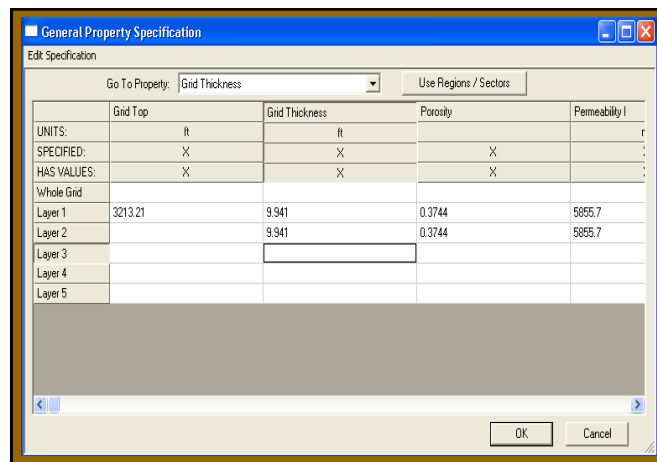 General Property Specification
Edit Specification
Go To Property: Grid Thickness Use Regions / Sectors
Grid Top Grid Thickness Porosity Permeability I
UNITS: ft ft
SPECIFIED: X X X
HAS VALUES: X X X
Whole Grid
Layer 1 3213.21 9.941 0.3744 5855.7
Layer 2 9.941 0.3744 5855.7
Layer 3
Layer 4
Layer 5
OK Cancel